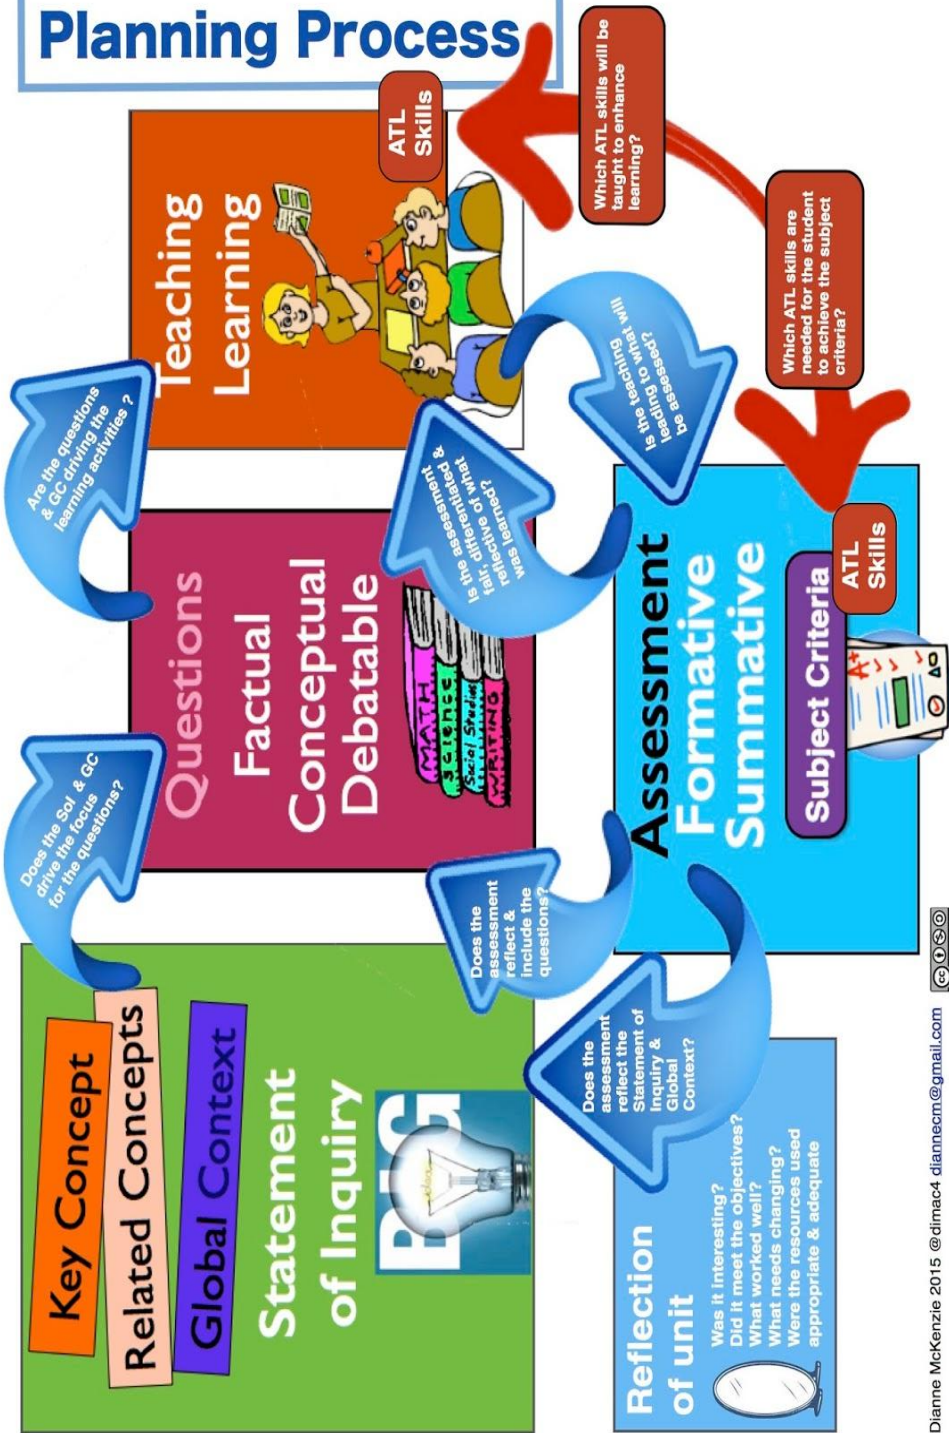 Planning Process
Key Concept
Related Concepts
Global Context
Statement
of Inquiry
BIG
Does the SoI & GC
drive the focus
for the questions?
Questions
Factual
Conceptual
Debatable
MATH
SCIENCE
Social Studies
WRITING
Are the questions
& GC driving the
learning activities ?
Teaching
Learning
ATL
Skills
Which ATL skills will be
taught to enhance
learning?
Which ATL skills are
needed for the student
to achieve the subject
criteria?
Is the teaching
leading to what will
be assessed?
Is the assessment
fair, differentiated &
reflective of what
was learned?
Does the
assessment
reflect &
include the
questions?
Does the
assessment
reflect the
Statement of
Inquiry &
Global
Context?
Assessment
Formative
Summative
Subject Criteria
ATL
Skills
A+
Reflection
of unit
Was it interesting?
Did it meet the objectives?
What worked well?
What needs changing?
Were the resources used
appropriate & adequate
Dianne McKenzie 2015 @dimac4 diannecm@gmail.com
cc